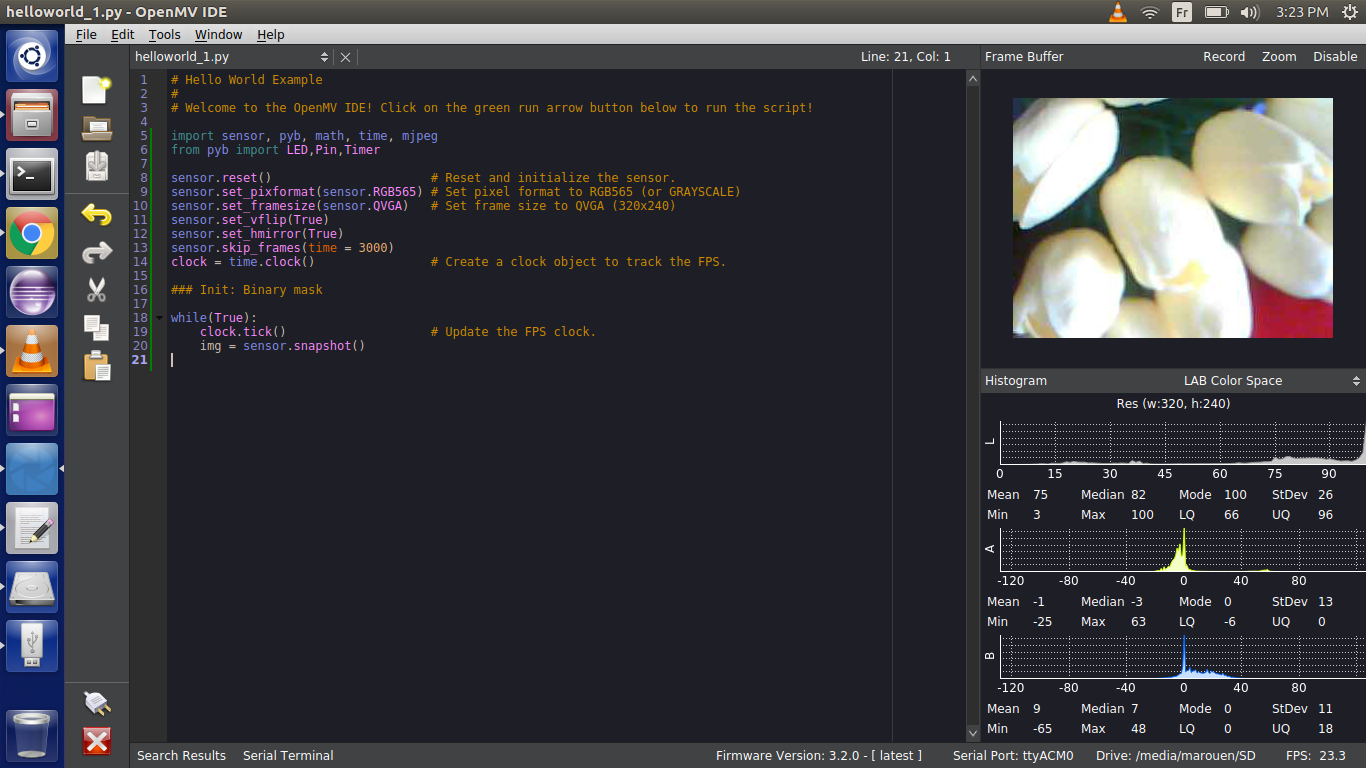 helloworld_1.py - OpenMV IDE
Fr
3:23 PM
File Edit Tools Window Help
helloworld_1.py
Line: 21, Col: 1
Frame Buffer
Record Zoom Disable
1 # Hello World Example
2 #
3 # Welcome to the OpenMV IDE! Click on the green run arrow button below to run the script!
4
5 import sensor, pyb, math, time, mjpeg
6 from pyb import LED,Pin,Timer
7
8 sensor.reset() # Reset and initialize the sensor.
9 sensor.set_pixformat(sensor.RGB565) # Set pixel format to RGB565 (or GRAYSCALE)
10 sensor.set_framesize(sensor.QVGA) # Set frame size to QVGA (320x240)
11 sensor.set_vflip(True)
12 sensor.set_hmirror(True)
13 sensor.skip_frames(time = 3000)
14 clock = time.clock() # Create a clock object to track the FPS.
15
16 ### Init: Binary mask
17
18 while(True):
19 clock.tick() # Update the FPS clock.
20 img = sensor.snapshot()
21
Histogram LAB Color Space
Res (w:320, h:240)
L
0 15 30 45 60 75 90
Mean 75 Median 82 Mode 100 StDev 26
Min 3 Max 100 LQ 66 UQ 96
A
-120 -80 -40 0 40 80
Mean -1 Median -3 Mode 0 StDev 13
Min -25 Max 63 LQ -6 UQ 0
B
-120 -80 -40 0 40 80
Mean 9 Median 7 Mode 0 StDev 11
Min -65 Max 48 LQ 0 UQ 18
Search Results Serial Terminal
Firmware Version: 3.2.0 - [ latest ] Serial Port: ttyACM0 Drive: /media/marouen/SD FPS: 23.3